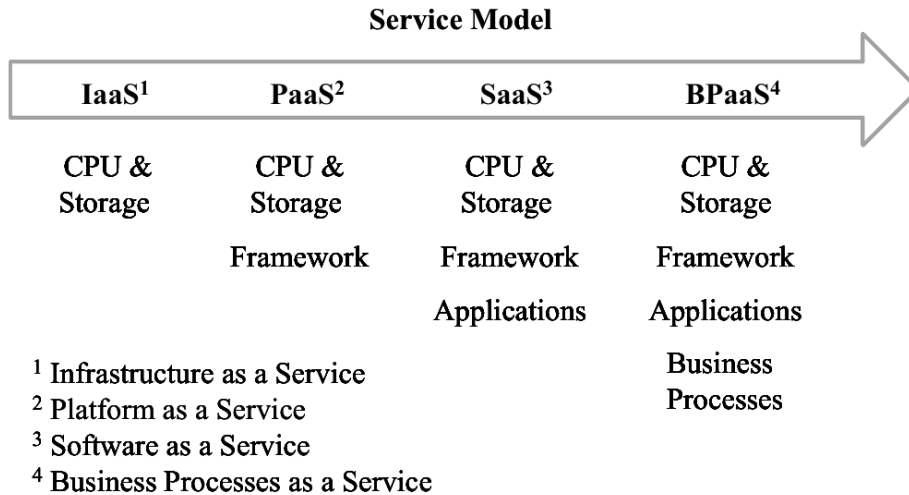 Service Model
IaaS¹ PaaS² SaaS³ BPaaS⁴
CPU & CPU & CPU & CPU &
Storage Storage Storage Storage
Framework Framework Framework
Applications Applications
Business
Processes
¹ Infrastructure as a Service
² Platform as a Service
³ Software as a Service
⁴ Business Processes as a Service